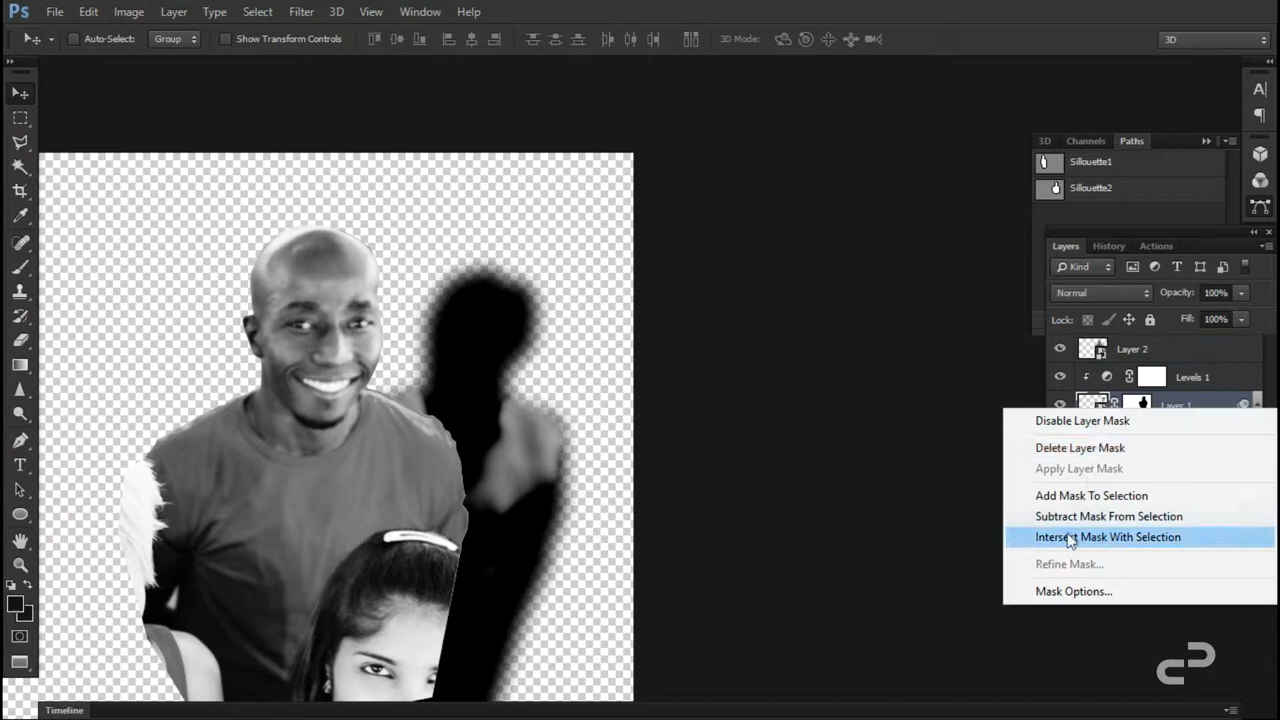 Ps File Edit Image Layer Type Select Filter 3D View Window Help
Auto-Select: Group Show Transform Controls 3D Mode: 3D
3D Channels Paths
Sillouette1
Sillouette2
Layers History Actions
Kind
Normal Opacity: 100%
Lock: Fill: 100%
Layer 2
Levels 1
Layer 1
Disable Layer Mask
Delete Layer Mask
Apply Layer Mask
Add Mask To Selection
Subtract Mask From Selection
Intersect Mask With Selection
Refine Mask...
Mask Options...
Timeline